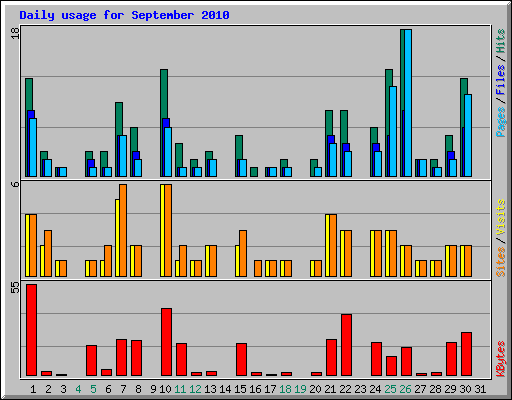 Daily usage for September 2010
18
Pages / Files / Hits
6
Sites / Visits
55
KBytes
1 2 3 4 5 6 7 8 9 10 11 12 13 14 15 16 17 18 19 20 21 22 23 24 25 26 27 28 29 30 31